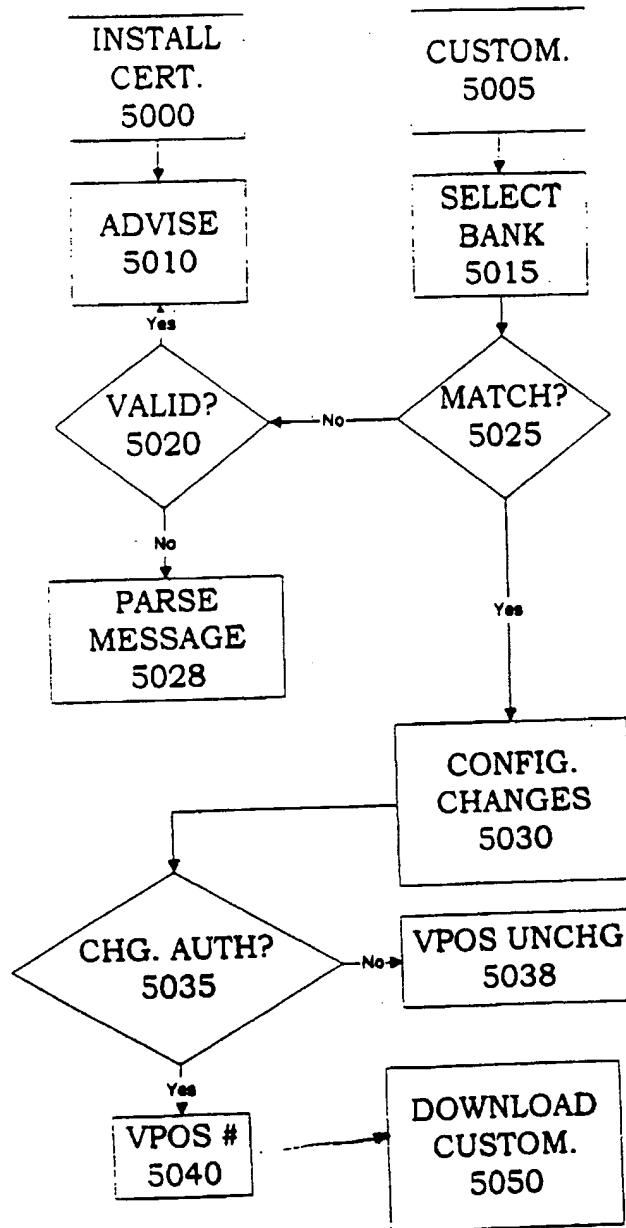 INSTALL
CERT.
5000
CUSTOM.
5005
ADVISE
5010
SELECT
BANK
5015
Yes
VALID?
5020
No
MATCH?
5025
No
PARSE
MESSAGE
5028
Yes
CONFIG.
CHANGES
5030
CHG. AUTH?
5035
No
VPOS UNCHG
5038
Yes
VPOS #
5040
DOWNLOAD
CUSTOM.
5050